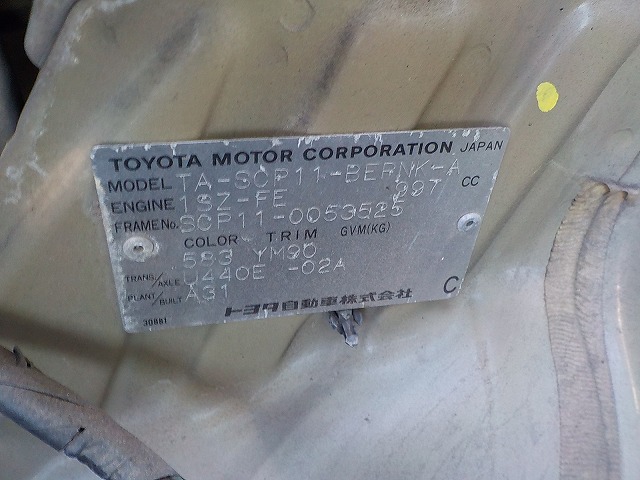 TOYOTA MOTOR CORPORATION JAPAN
MODEL TA-SCP11-BEPNK-A
ENGINE 1SZ-FE 997 CC
FRAME No. SCP11-0053525
COLOR TRIM GVM(KG)
583 YM90
TRANS./AXLE U440E -02A
PLANT/BUILT A31
トヨタ自動車株式会社 C
30881